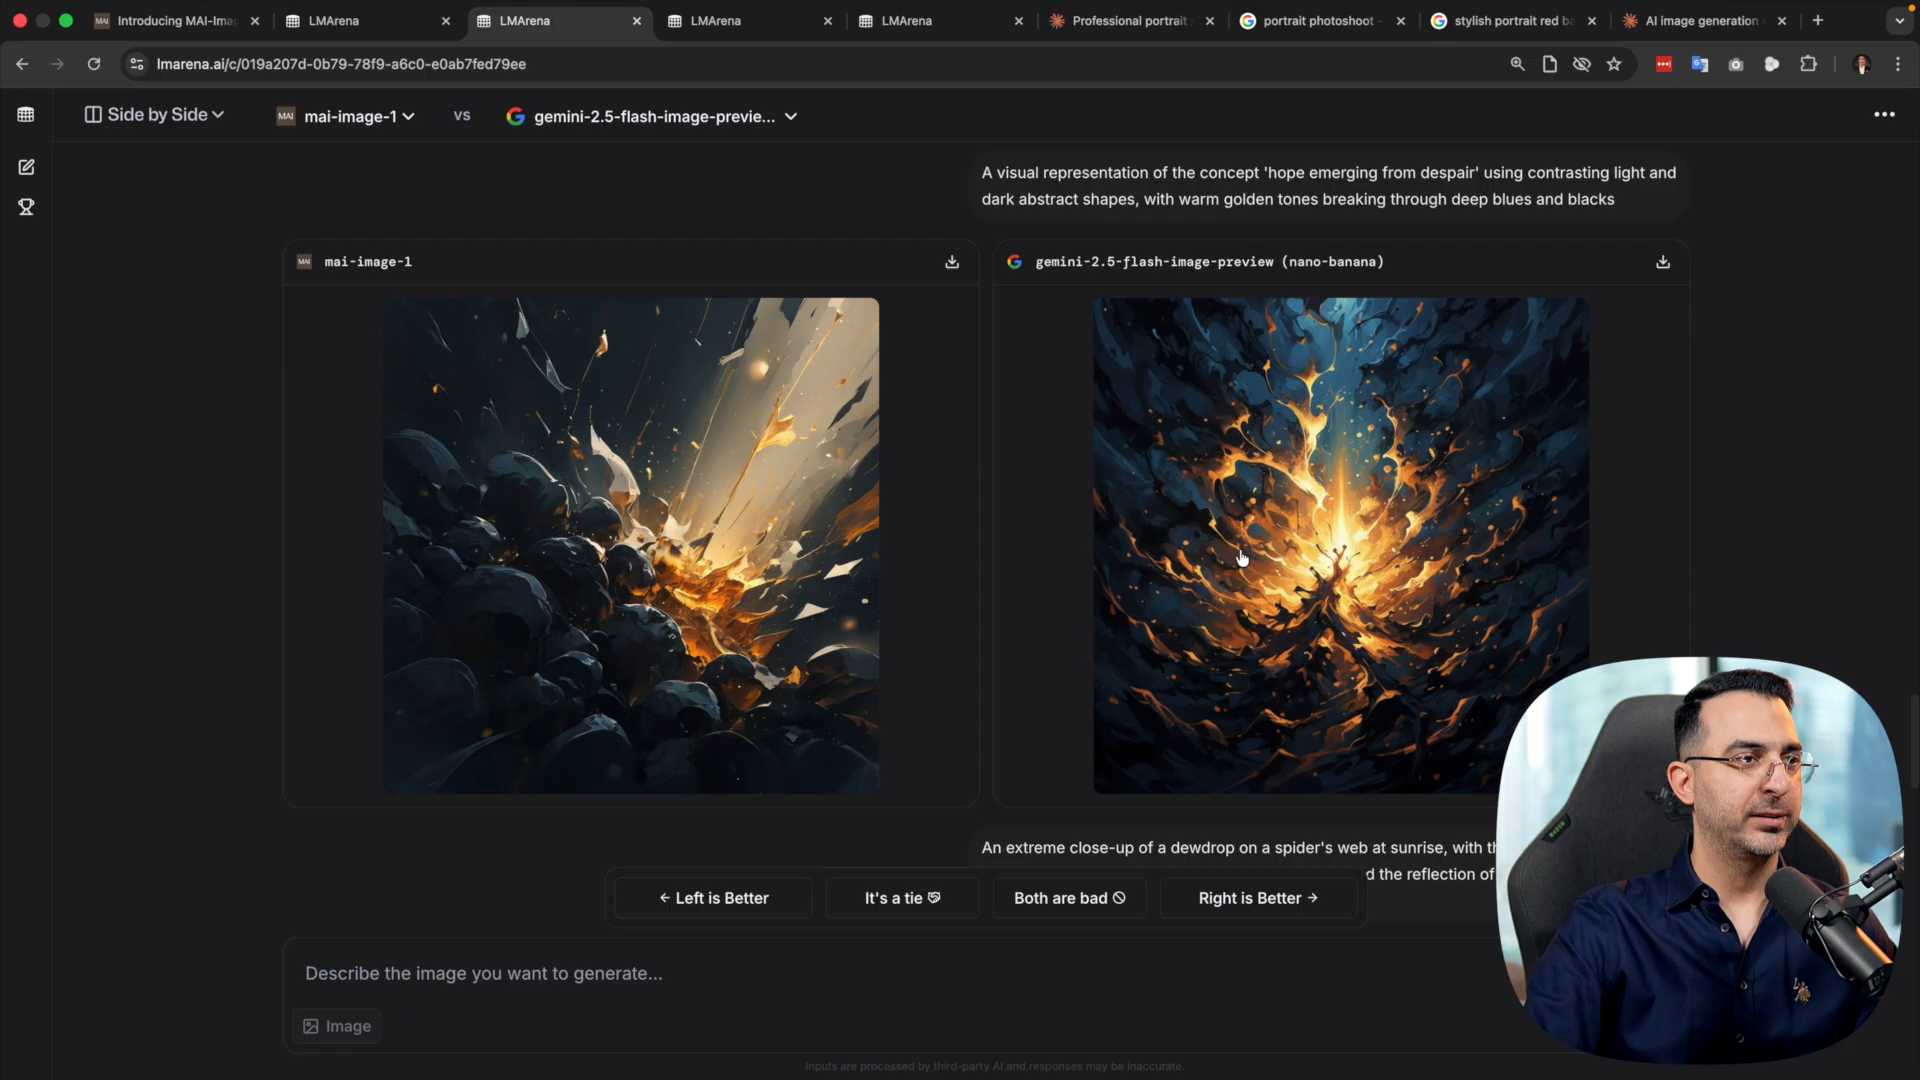 Introducing MAI-Ima
LMArena
LMArena
LMArena
LMArena
Professional portrait
portrait photoshoot -
stylish portrait red ba
AI image generation
lmarena.ai/c/019a207d-0b79-78f9-a6c0-e0ab7fed79ee
Side by Side
MAI mai-image-1
VS
gemini-2.5-flash-image-previe...
A visual representation of the concept 'hope emerging from despair' using contrasting light and
dark abstract shapes, with warm golden tones breaking through deep blues and blacks
MAI mai-image-1
gemini-2.5-flash-image-preview (nano-banana)
An extreme close-up of a dewdrop on a spider's web at sunrise, with th
d the reflection of
← Left is Better
It's a tie
Both are bad
Right is Better →
Describe the image you want to generate...
Image
Inputs are processed by third-party AI and responses may be inaccurate.